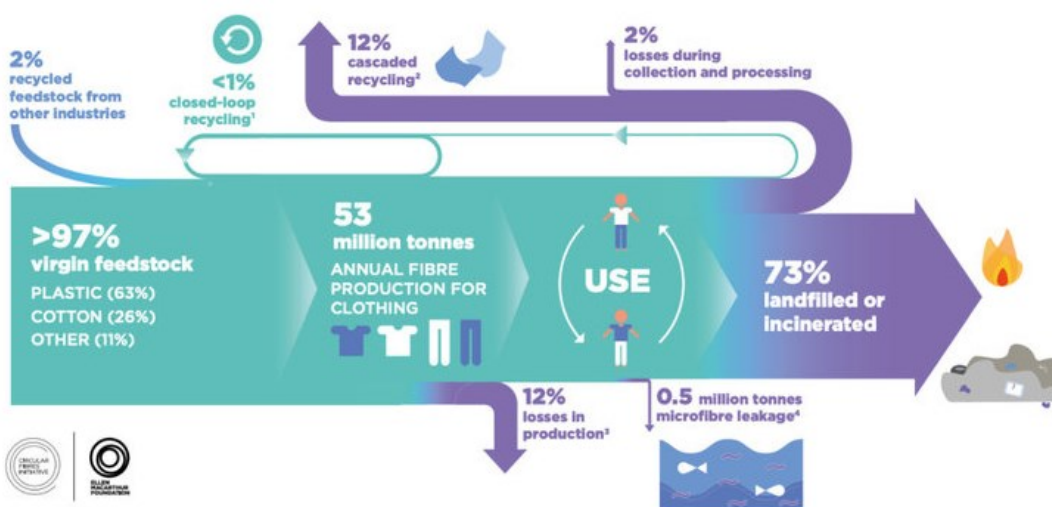 2%
recycled
feedstock from
other industries
<1%
closed-loop
recycling¹
12%
cascaded
recycling²
2%
losses during
collection and processing
>97%
virgin feedstock
PLASTIC (63%)
COTTON (26%)
OTHER (11%)
53
million tonnes
ANNUAL FIBRE
PRODUCTION FOR
CLOTHING
USE
73%
landfilled or
incinerated
12%
losses in
production³
0.5 million tonnes
microfibre leakage⁴
CIRCULAR
FIBRES
INITIATIVE
ELLEN
MACARTHUR
FOUNDATION